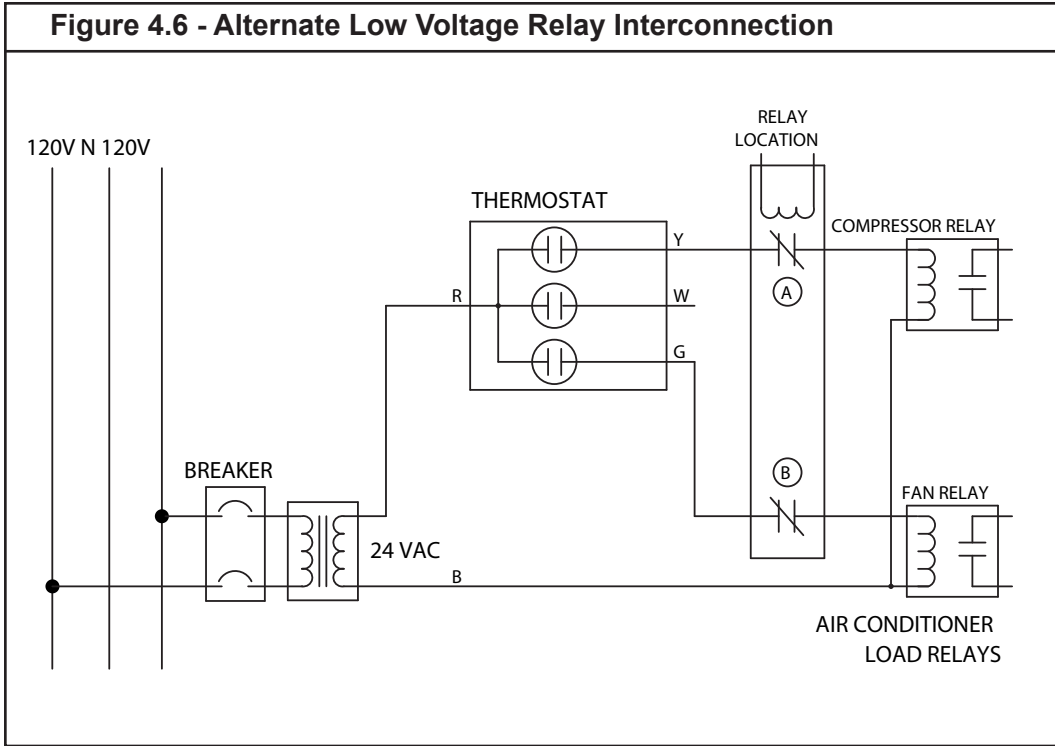 Figure 4.6 - Alternate Low Voltage Relay Interconnection
RELAY
LOCATION
120V N 120V
THERMOSTAT
COMPRESSOR RELAY
Y
R
W
A
G
BREAKER
B
FAN RELAY
24 VAC
B
AIR CONDITIONER
LOAD RELAYS